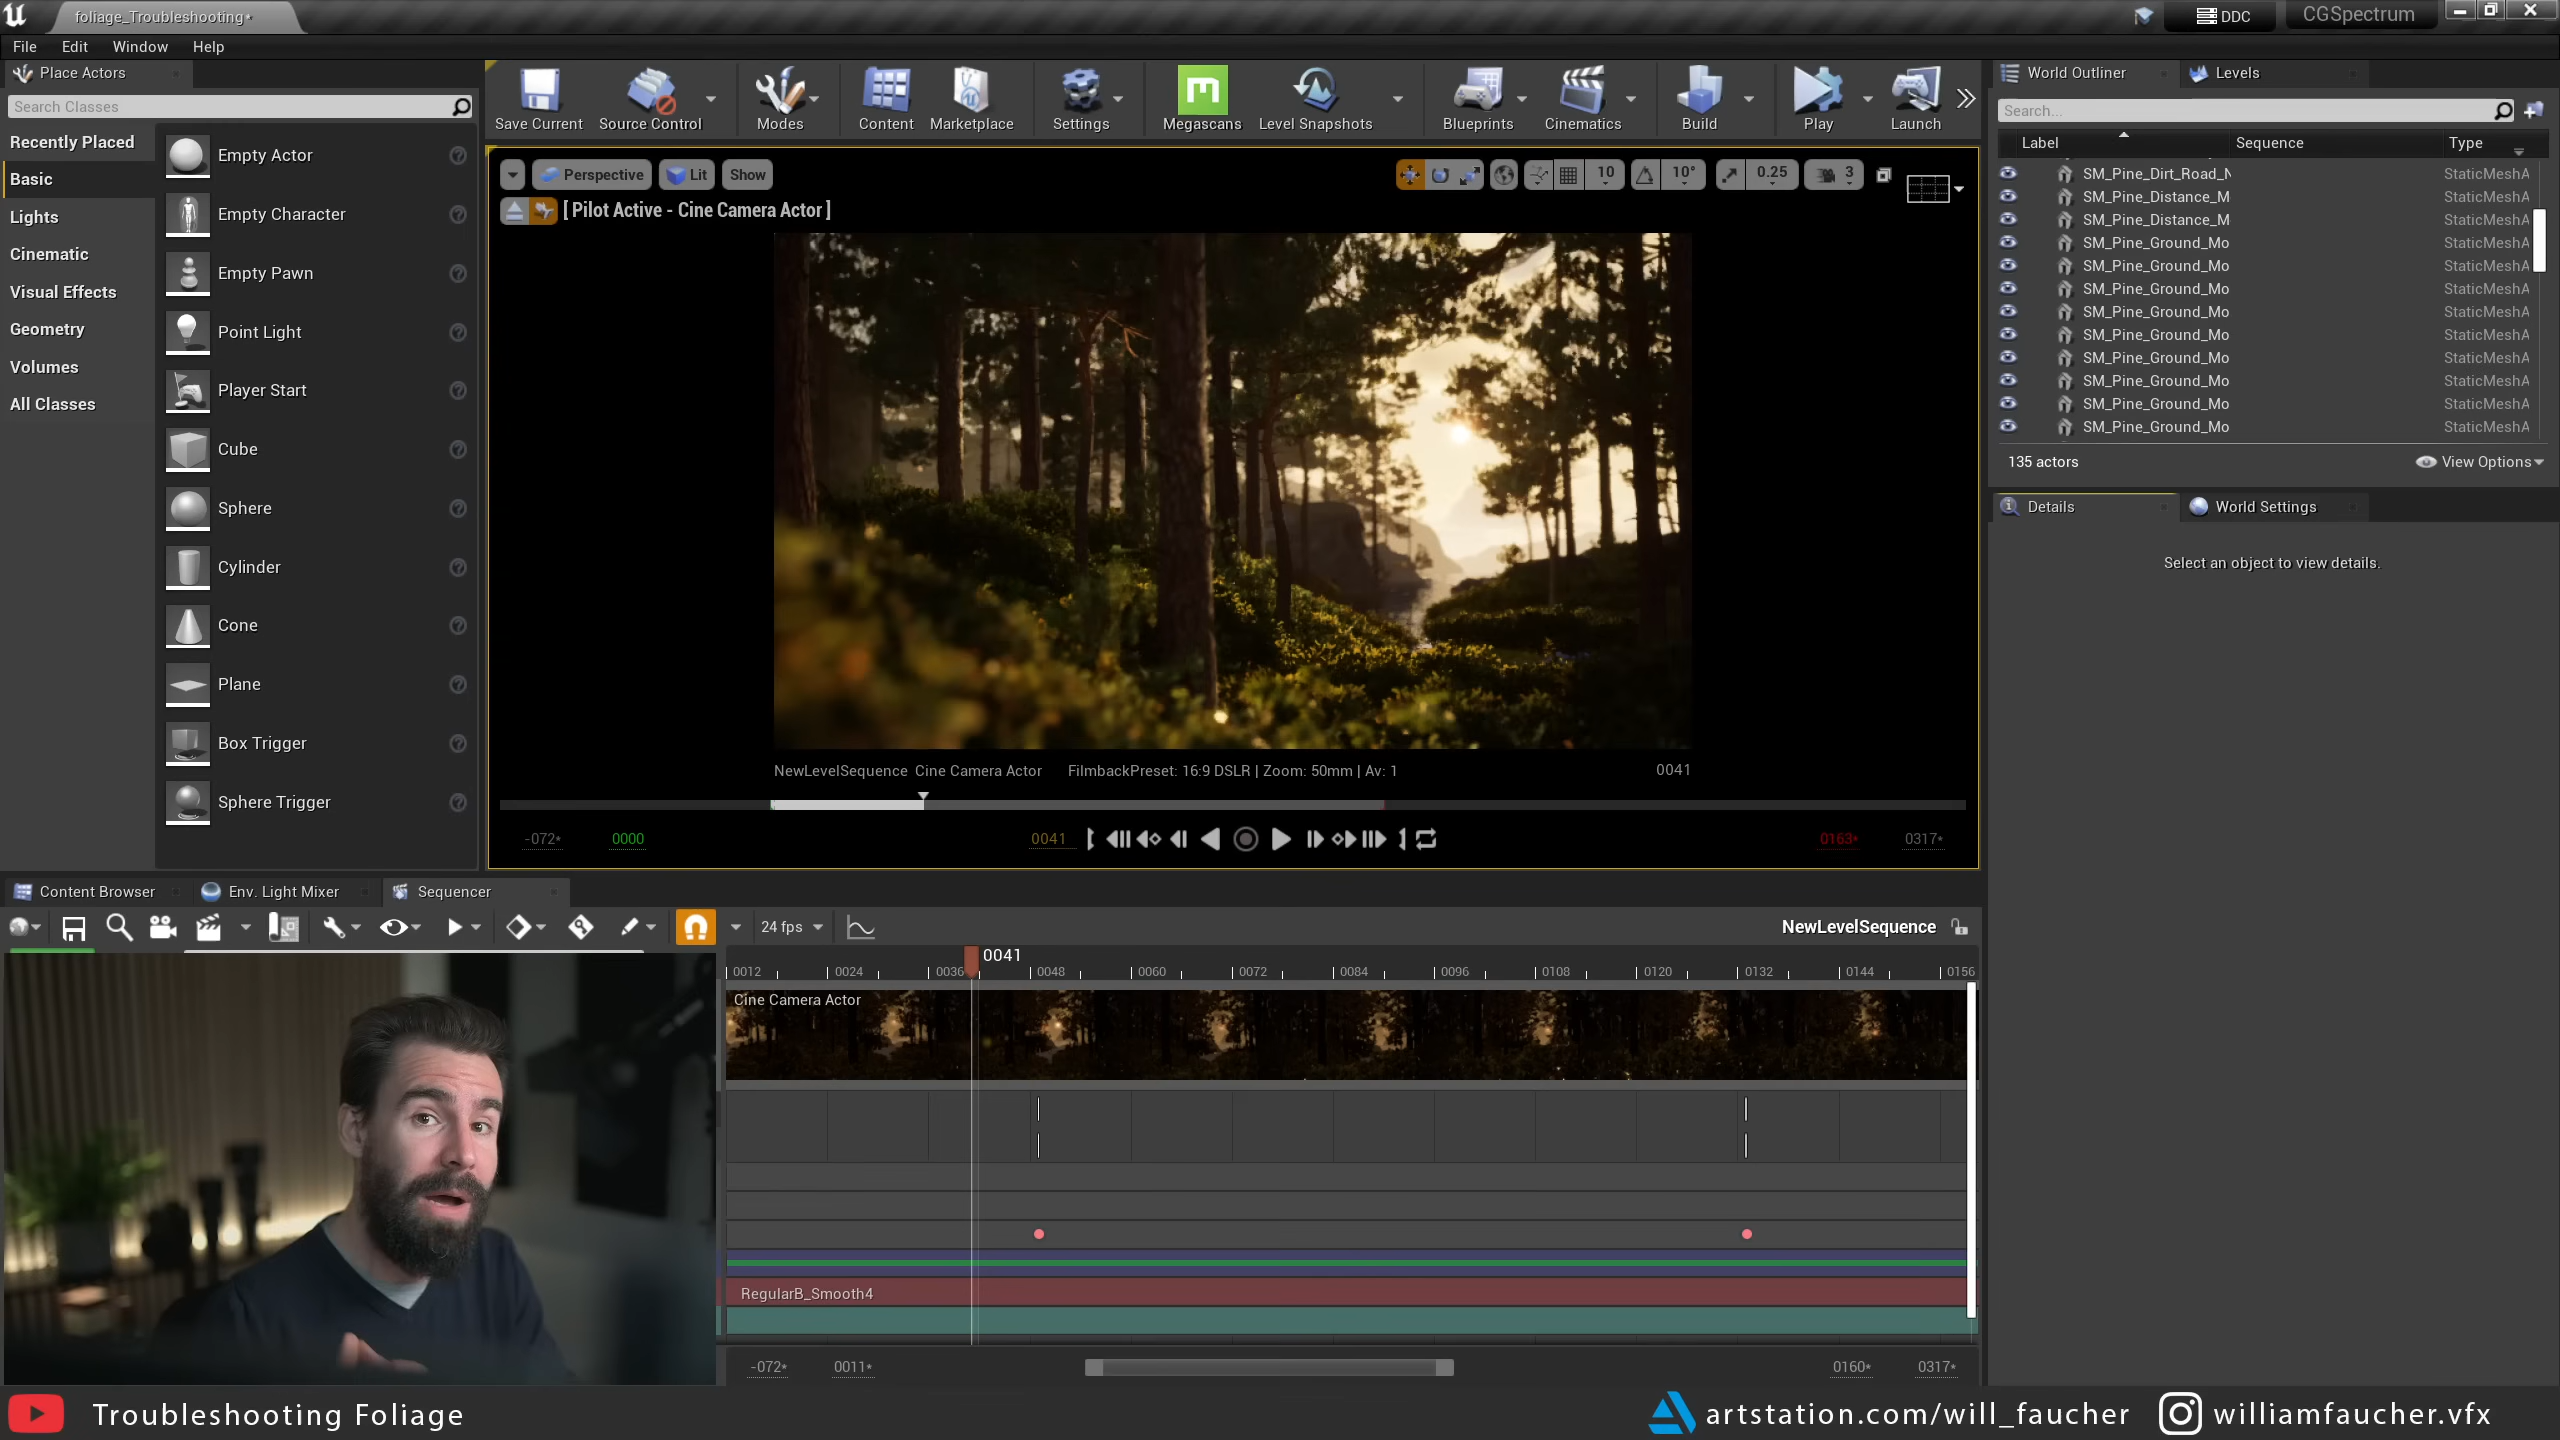 foliage_Troubleshooting*
DDC
CGSpectrum
File Edit Window Help
Place Actors
Search Classes
Recently Placed
Basic
Lights
Cinematic
Visual Effects
Geometry
Volumes
All Classes
Empty Actor
Empty Character
Empty Pawn
Point Light
Player Start
Cube
Sphere
Cylinder
Cone
Plane
Box Trigger
Sphere Trigger
Save Current Source Control Modes Content Marketplace Settings Megascans Level Snapshots Blueprints Cinematics Build Play Launch
Perspective Lit Show
10 10° 0.25 3
[ Pilot Active - Cine Camera Actor ]
NewLevelSequence Cine Camera Actor FilmbackPreset: 16:9 DSLR | Zoom: 50mm | Av: 1 0041
-072* 0000 0041 0163* 0317*
World Outliner Levels
Search...
Label Sequence Type
SM_Pine_Dirt_Road_N StaticMeshA
SM_Pine_Distance_M StaticMeshA
SM_Pine_Distance_M StaticMeshA
SM_Pine_Ground_Mo StaticMeshA
SM_Pine_Ground_Mo StaticMeshA
SM_Pine_Ground_Mo StaticMeshA
SM_Pine_Ground_Mo StaticMeshA
SM_Pine_Ground_Mo StaticMeshA
SM_Pine_Ground_Mo StaticMeshA
SM_Pine_Ground_Mo StaticMeshA
SM_Pine_Ground_Mo StaticMeshA
SM_Pine_Ground_Mo StaticMeshA
135 actors View Options
Details World Settings
Select an object to view details.
Content Browser Env. Light Mixer Sequencer
24 fps NewLevelSequence
0041
0012 0024 0036 0048 0060 0072 0084 0096 0108 0120 0132 0144 0156
Cine Camera Actor
RegularB_Smooth4
-072* 0011* 0160* 0317*
Troubleshooting Foliage
artstation.com/will_faucher williamfaucher.vfx